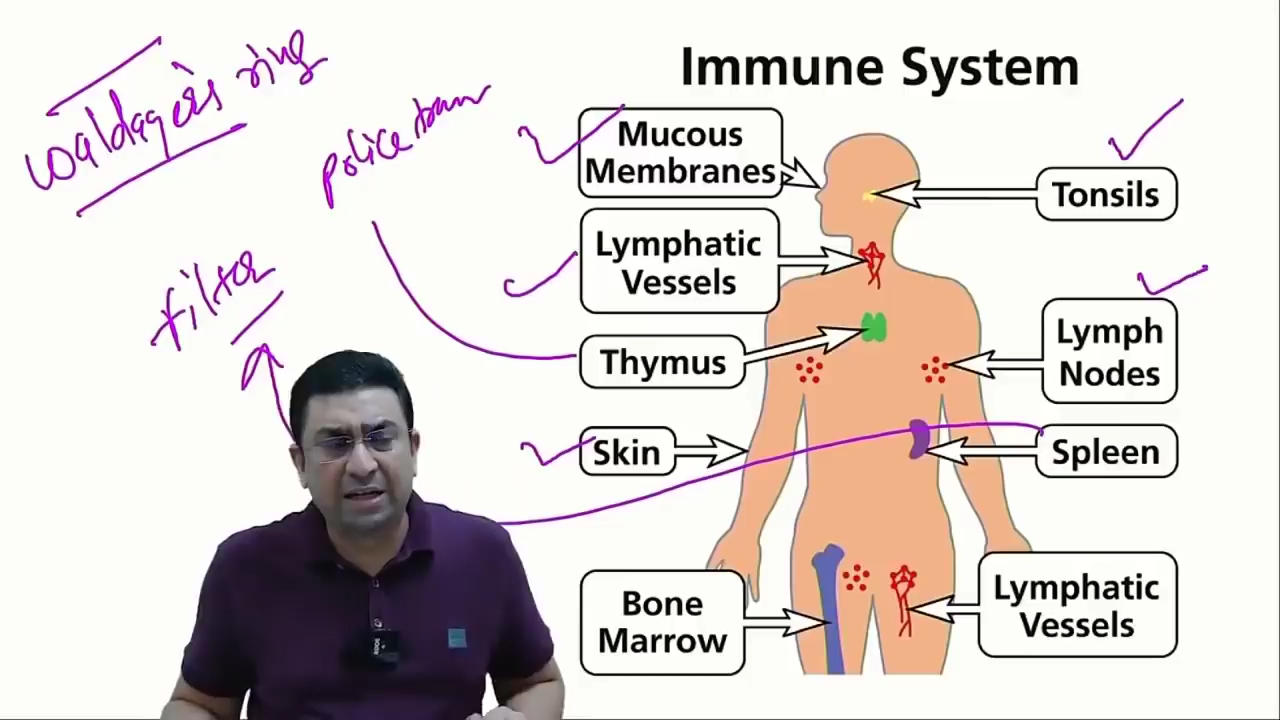 Immune System
waldayer's ring
police
filter
Mucous
Membranes
Lymphatic
Vessels
Thymus
Skin
Bone
Marrow
Tonsils
Lymph
Nodes
Spleen
Lymphatic
Vessels